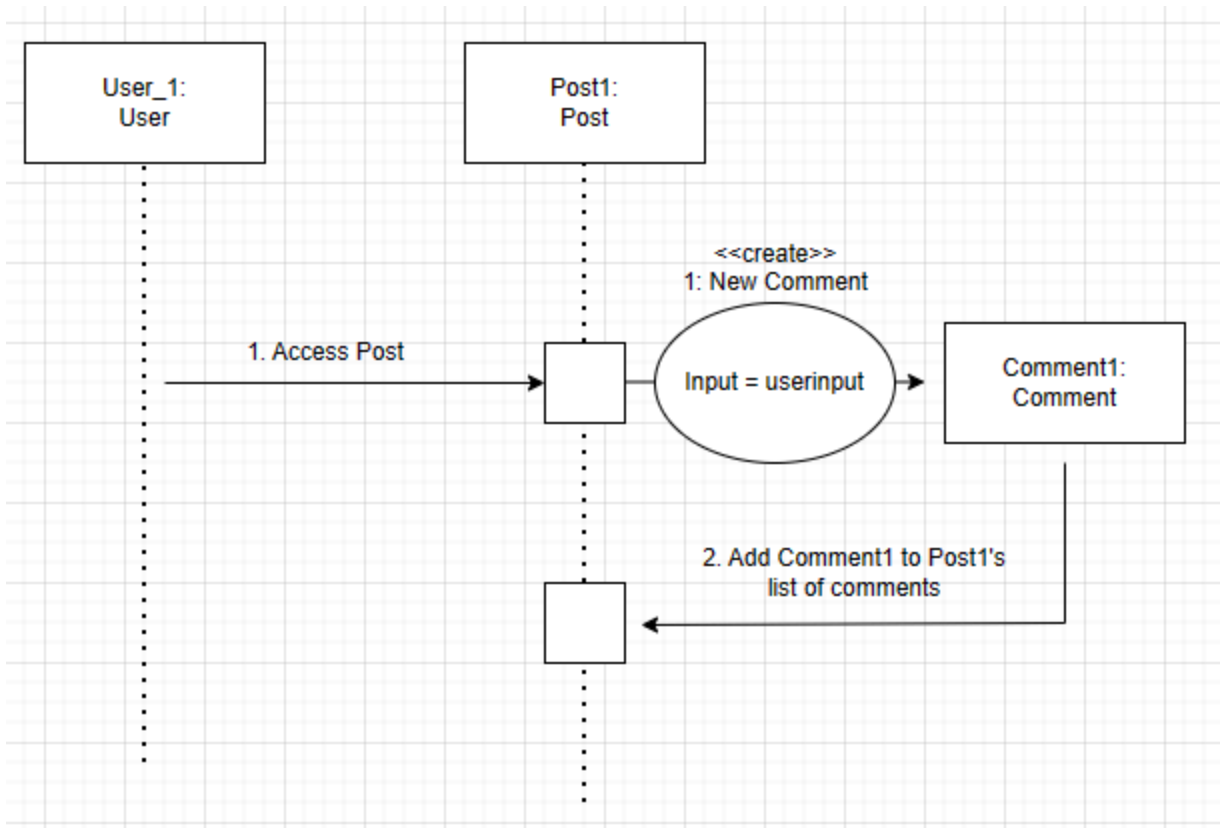 User_1:
User
Post1:
Post
<<create>>
1: New Comment
1. Access Post
Input = userinput
Comment1:
Comment
2. Add Comment1 to Post1's
list of comments